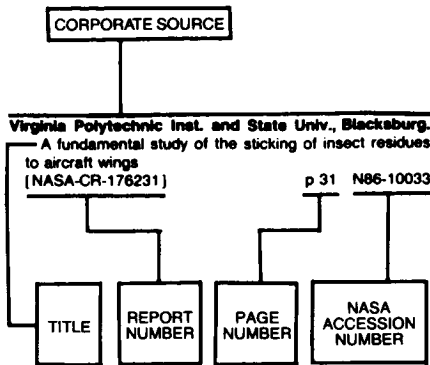 CORPORATE SOURCE
Virginia Polytechnic Inst. and State Univ., Blacksburg.
A fundamental study of the sticking of insect residues
to aircraft wings
[NASA-CR-176231] p 31 N86-10033
TITLE
REPORT
NUMBER
PAGE
NUMBER
NASA
ACCESSION
NUMBER